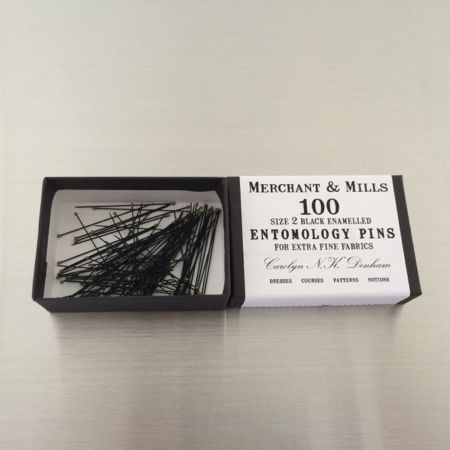 MERCHANT & MILLS
100
SIZE 2 BLACK ENAMELLED
ENTOMOLOGY PINS
FOR EXTRA FINE FABRICS
Carolyn N.K. Denham
DRESSES COURSES PATTERNS NOTIONS